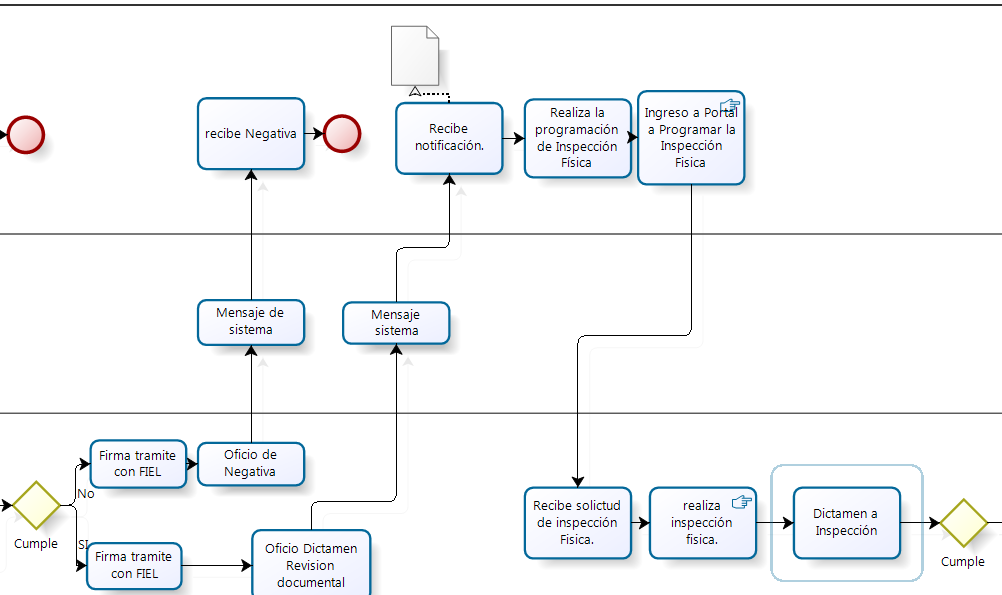 recibe Negativa
Recibe
notificación.
Realiza la
programación
de Inspección
Física
Ingreso a Portal
a Programar la
Inspección
Fisica
Mensaje de
sistema
Mensaje
sistema
Firma tramite
con FIEL
Oficio de
Negativa
No
Cumple
SI
Firma tramite
con FIEL
Oficio Dictamen
Revision
documental
Recibe solictud
de inspección
Fisica.
realiza
inspección
fisica.
Dictamen a
Inspección
Cumple